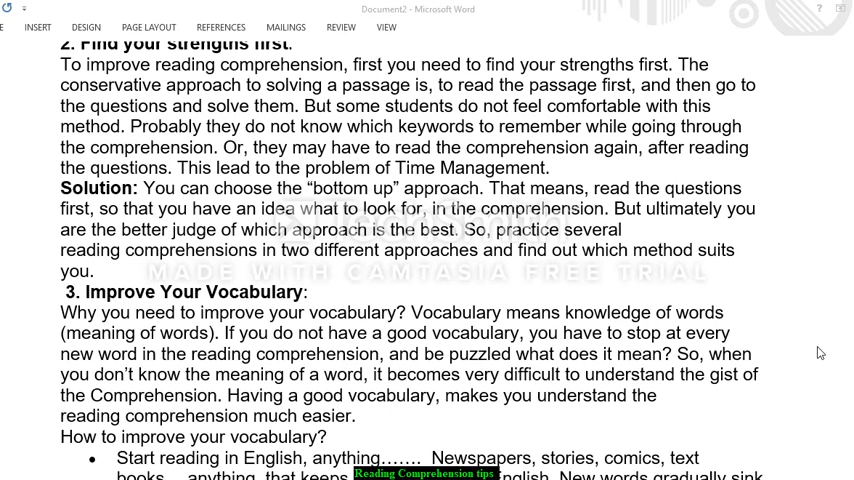 Document2 - Microsoft Word
INSERT DESIGN PAGE LAYOUT REFERENCES MAILINGS REVIEW VIEW
2. Find your strengths first.
To improve reading comprehension, first you need to find your strengths first. The
conservative approach to solving a passage is, to read the passage first, and then go to
the questions and solve them. But some students do not feel comfortable with this
method. Probably they do not know which keywords to remember while going through
the comprehension. Or, they may have to read the comprehension again, after reading
the questions. This lead to the problem of Time Management.
Solution: You can choose the “bottom up” approach. That means, read the questions
first, so that you have an idea what to look for, in the comprehension. But ultimately you
are the better judge of which approach is the best. So, practice several
reading comprehensions in two different approaches and find out which method suits
you.
TechSmith
MADE WITH CAMTASIA FREE TRIAL
3. Improve Your Vocabulary:
Why you need to improve your vocabulary? Vocabulary means knowledge of words
(meaning of words). If you do not have a good vocabulary, you have to stop at every
new word in the reading comprehension, and be puzzled what does it mean? So, when
you don’t know the meaning of a word, it becomes very difficult to understand the gist of
the Comprehension. Having a good vocabulary, makes you understand the
reading comprehension much easier.
How to improve your vocabulary?
• Start reading in English, anything……. Newspapers, stories, comics, text
books… anything, that keeps English. New words gradually sink
Reading Comprehension tips